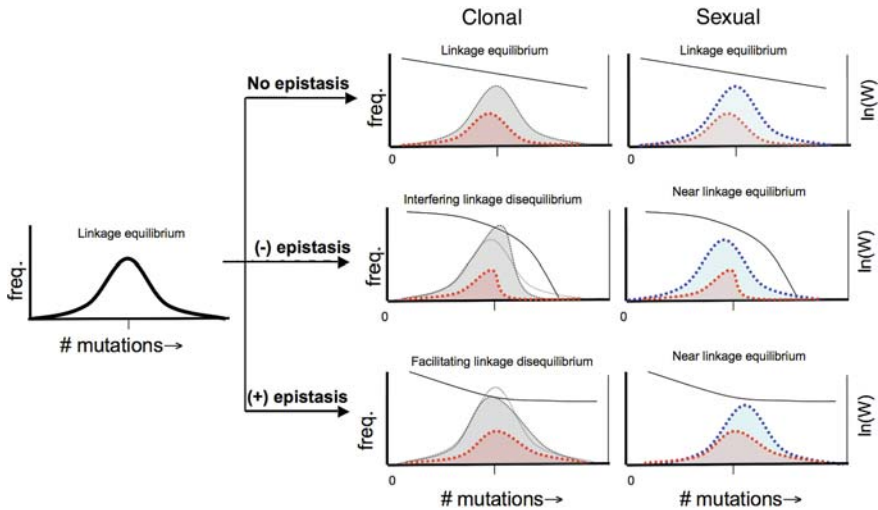 Clonal
Sexual
Linkage equilibrium
Linkage equilibrium
No epistasis
freq.
ln(W)
0
0
Interfering linkage disequilibrium
Near linkage equilibrium
Linkage equilibrium
(-) epistasis
freq.
freq.
ln(W)
0
0
# mutations→
Facilitating linkage disequilibrium
Near linkage equilibrium
(+) epistasis
freq.
ln(W)
0
0
# mutations→
# mutations→